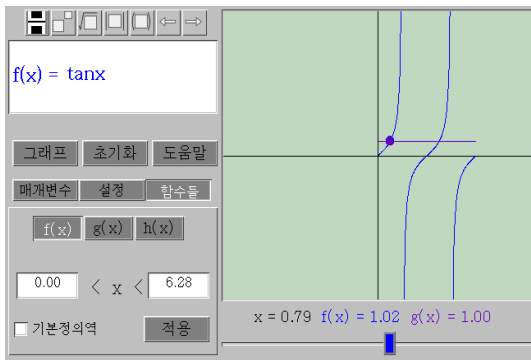 f(x) = tanx
그래프 초기화 도움말
매개변수 설정 함수들
f(x) g(x) h(x)
0.00 < x < 6.28
기본정의역 적용
x = 0.79 f(x) = 1.02 g(x) = 1.00